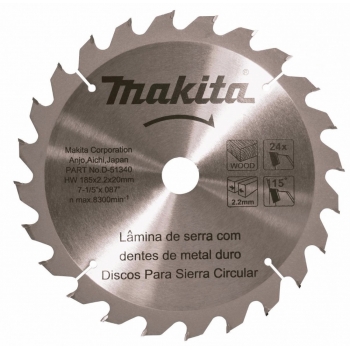 makita
Makita Corporation
Anjo,Aichi,Japan
PART No.D-51340
HW 185x2.2x20mm
7-1/5"x.087"
n max.6300min⁻¹
WOOD
24x
2.2mm
15°
Lâmina de serra com
dentes de metal duro
Discos Para Sierra Circular